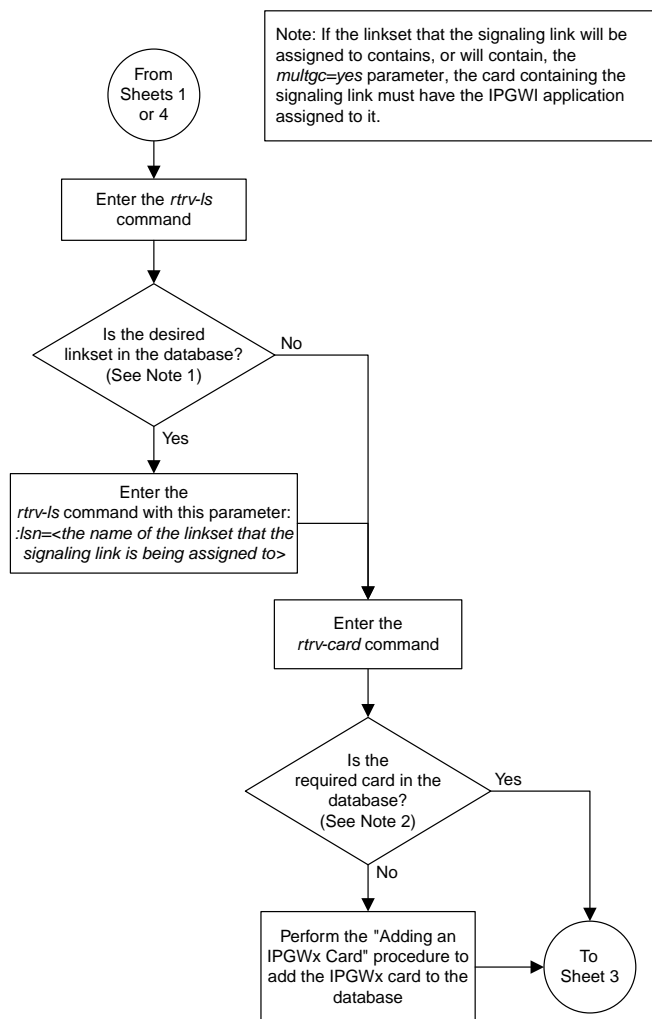 From
Sheets 1
or 4
Note: If the linkset that the signaling link will be
assigned to contains, or will contain, the
multgc=yes parameter, the card containing the
signaling link must have the IPGWI application
assigned to it.
Enter the rtrv-ls
command
Is the desired
linkset in the database?
(See Note 1)
No
Yes
Enter the
rtrv-ls command with this parameter:
:lsn=<the name of the linkset that the
signaling link is being assigned to>
Enter the
rtrv-card command
Is the
required card in the
database?
(See Note 2)
Yes
No
Perform the "Adding an
IPGWx Card" procedure to
add the IPGWx card to the
database
To
Sheet 3